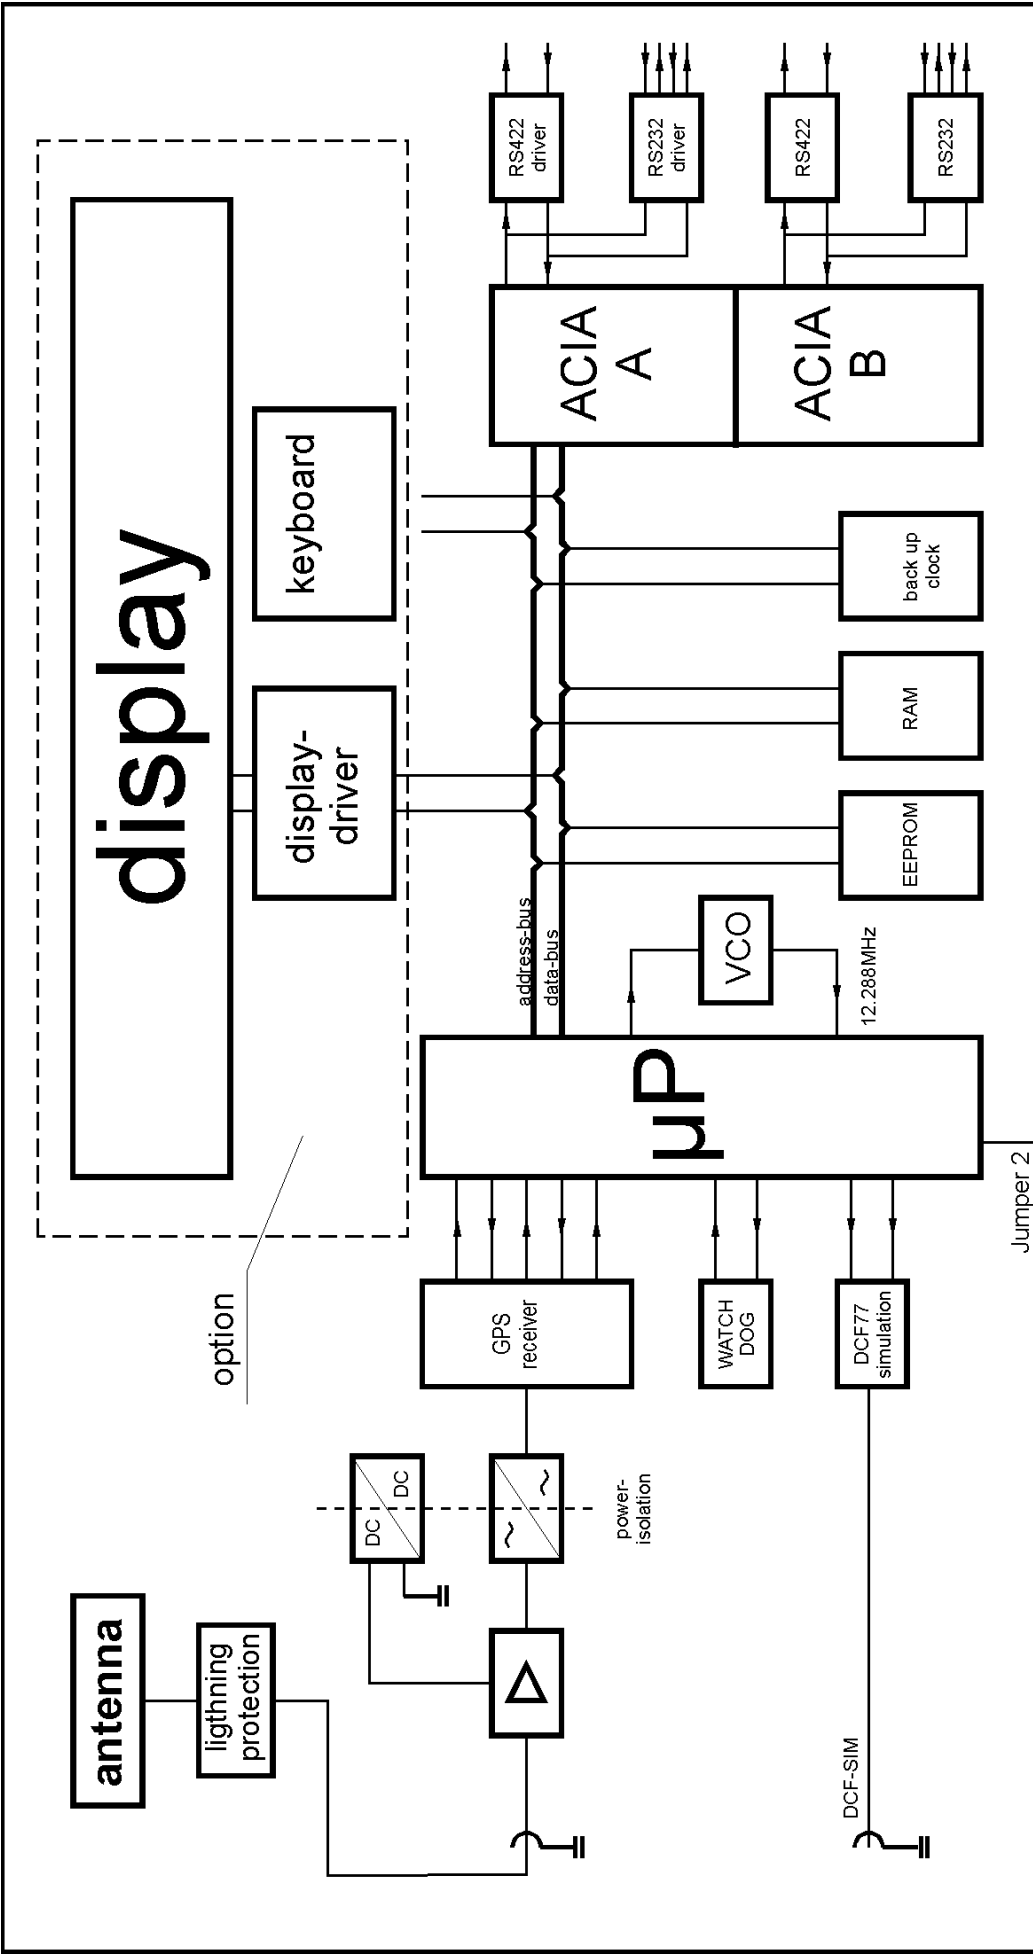 antenna
ligthning
protection
option
display
display-
driver
keyboard
DC
DC
~
~
power-
isolation
GPS
receiver
µP
address-bus
data-bus
ACIA
A
ACIA
B
RS422
driver
RS232
driver
RS422
RS232
WATCH
DOG
VCO
12.288MHz
EEPROM
RAM
back up
clock
DCF77
simulation
DCF-SIM
Jumper 2